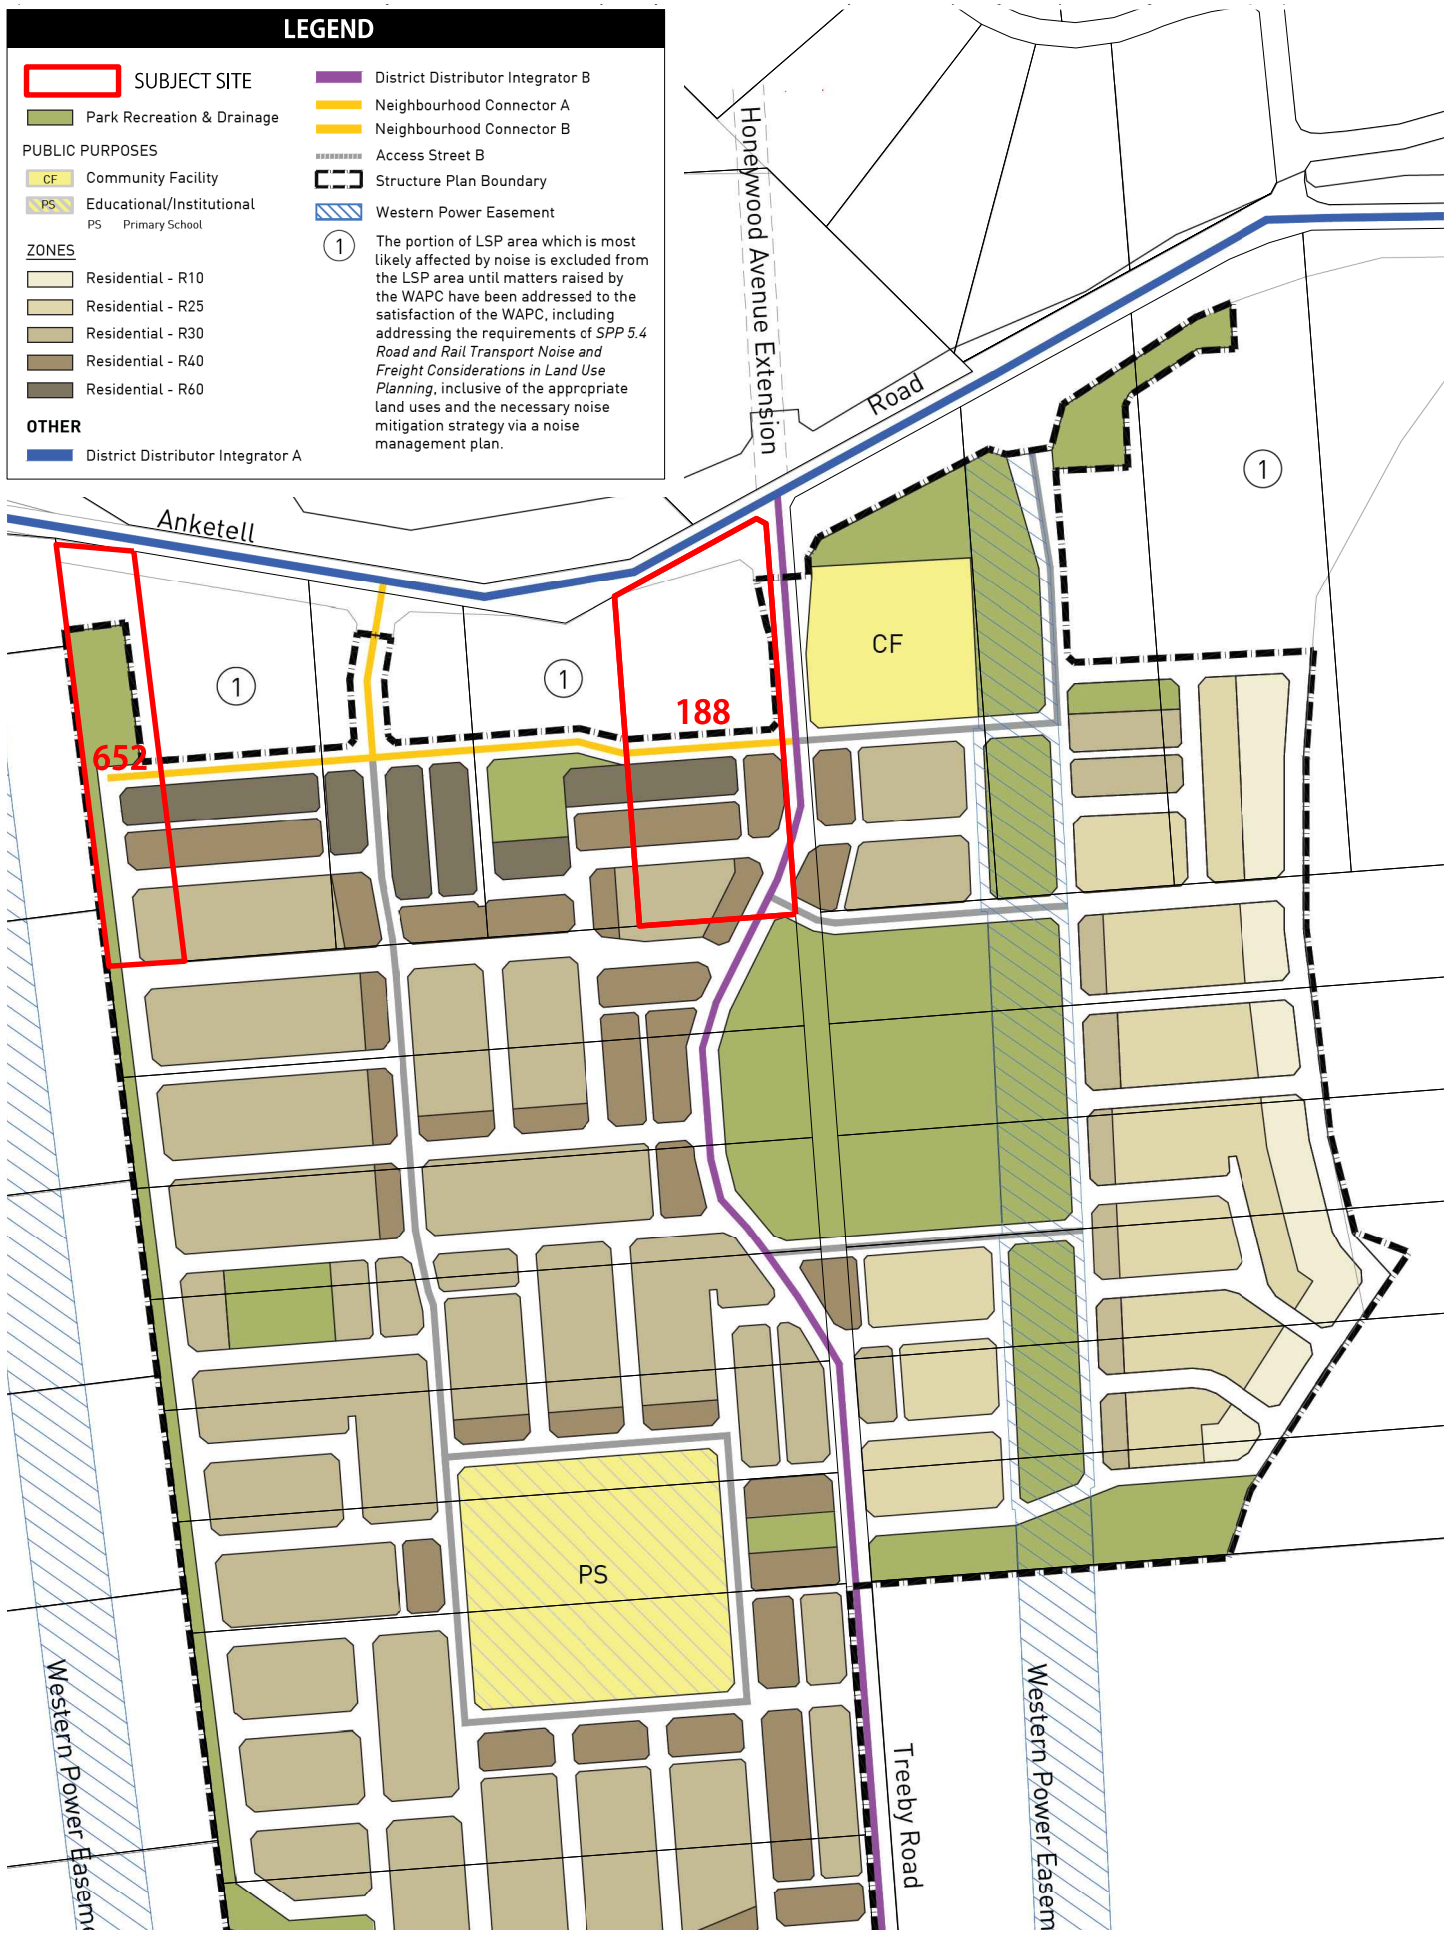 LEGEND
SUBJECT SITE
Park Recreation & Drainage
PUBLIC PURPOSES
CF Community Facility
PS Educational/Institutional
PS Primary School
ZONES
Residential - R10
Residential - R25
Residential - R30
Residential - R40
Residential - R60
OTHER
District Distributor Integrator A
District Distributor Integrator B
Neighbourhood Connector A
Neighbourhood Connector B
Access Street B
Structure Plan Boundary
Western Power Easement
1
The portion of LSP area which is most
likely affected by noise is excluded from
the LSP area until matters raised by
the WAPC have been addressed to the
satisfaction of the WAPC, including
addressing the requirements of SPP 5.4
Road and Rail Transport Noise and
Freight Considerations in Land Use
Planning, inclusive of the appropriate
land uses and the necessary noise
mitigation strategy via a noise
management plan.
Honeywood Avenue Extension
Road
Anketell
1
1
1
CF
188
652
PS
Western Power Easeme
Treeby Road
Western Power Easem